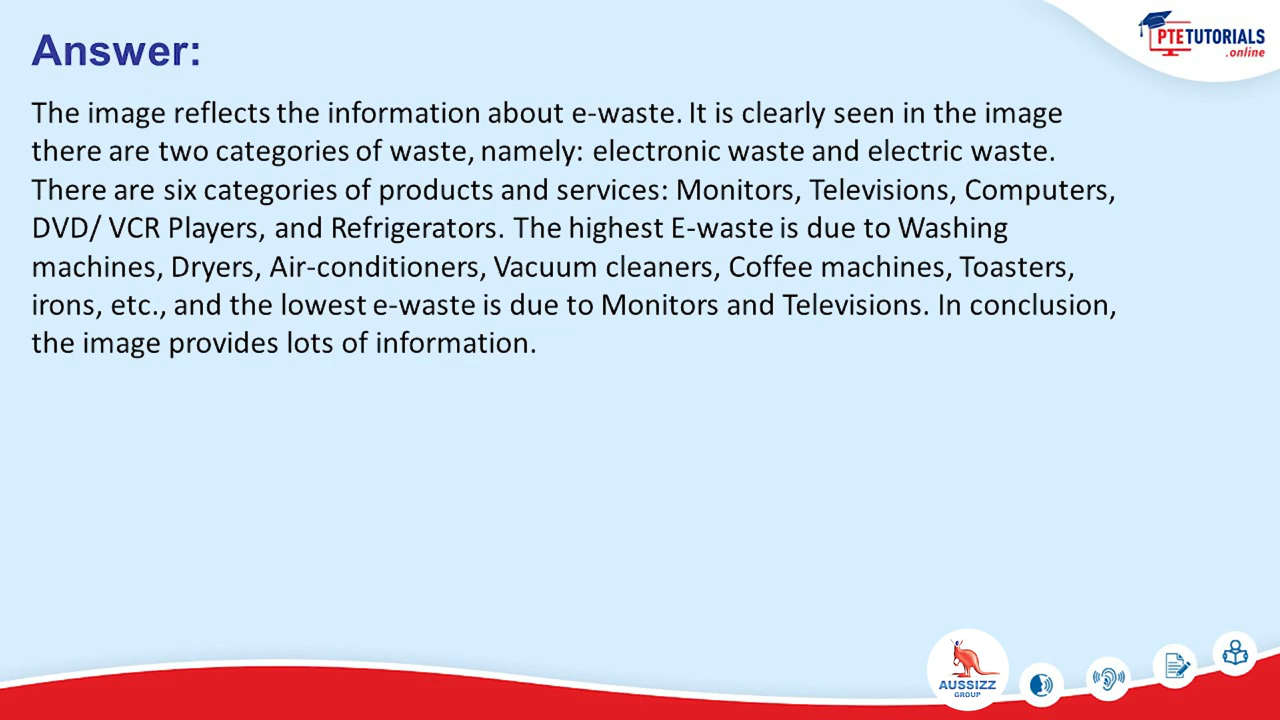 Answer:
PTETUTORIALS
.online
The image reflects the information about e-waste. It is clearly seen in the image
there are two categories of waste, namely: electronic waste and electric waste.
There are six categories of products and services: Monitors, Televisions, Computers,
DVD/ VCR Players, and Refrigerators. The highest E-waste is due to Washing
machines, Dryers, Air-conditioners, Vacuum cleaners, Coffee machines, Toasters,
irons, etc., and the lowest e-waste is due to Monitors and Televisions. In conclusion,
the image provides lots of information.
AUSSIZZ
GROUP